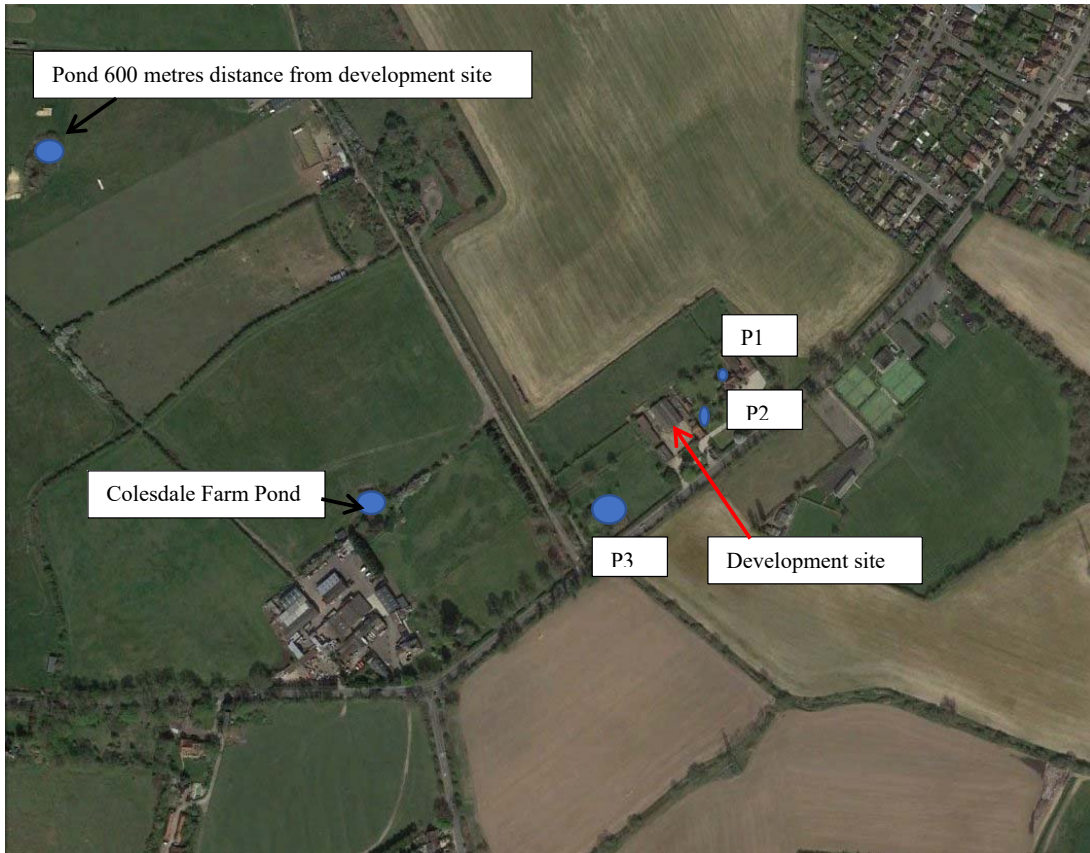 Pond 600 metres distance from development site
P1
P2
Colesdale Farm Pond
P3
Development site